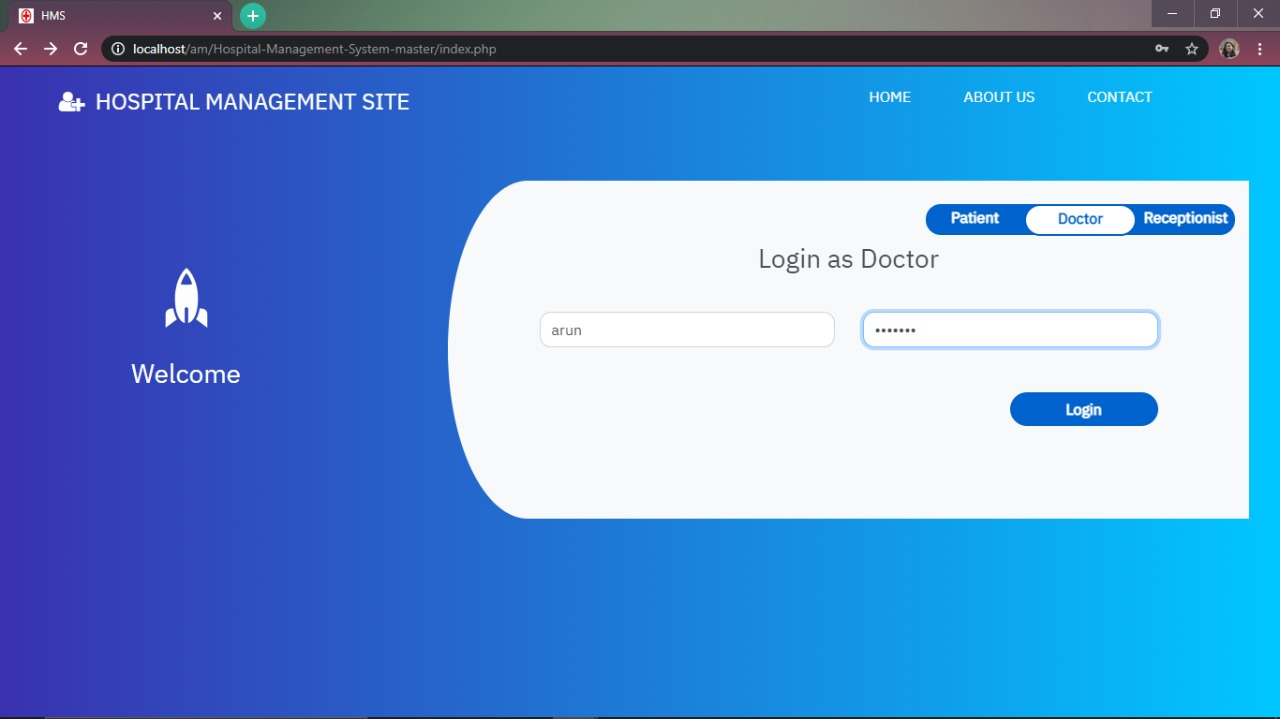 HMS
localhost/am/Hospital-Management-System-master/index.php
HOSPITAL MANAGEMENT SITE
HOME ABOUT US CONTACT
Patient Doctor Receptionist
Login as Doctor
arun •••••••
Welcome
Login